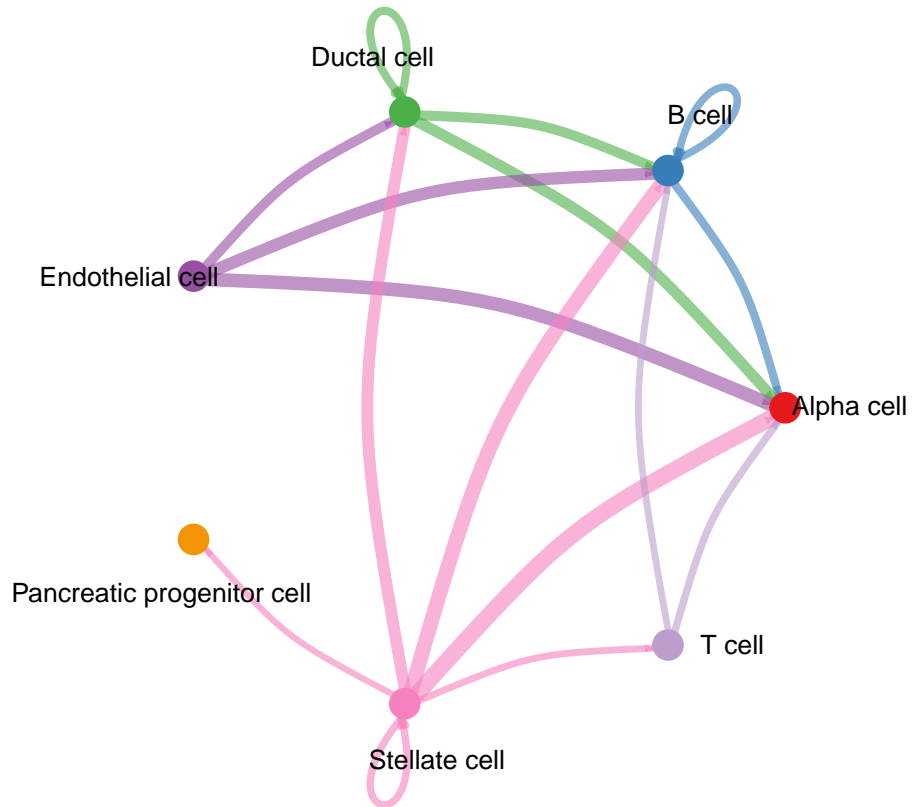 Ductal cell
B cell
Endothelial cell
Alpha cell
Pancreatic progenitor cell
T cell
Stellate cell